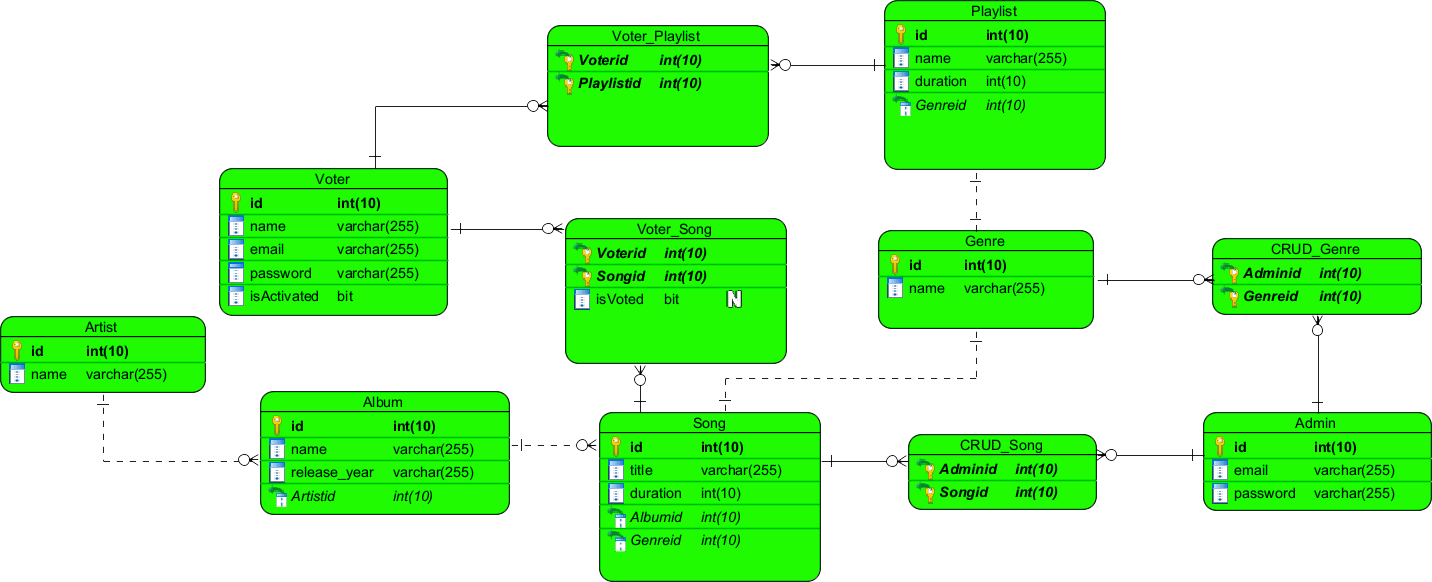 Playlist
id int(10)
name varchar(255)
duration int(10)
Genreid int(10)
Voter_Playlist
Voterid int(10)
Playlistid int(10)
Voter
id int(10)
name varchar(255)
email varchar(255)
password varchar(255)
isActivated bit
Voter_Song
Voterid int(10)
Songid int(10)
isVoted bit N
Genre
id int(10)
name varchar(255)
CRUD_Genre
Adminid int(10)
Genreid int(10)
Artist
id int(10)
name varchar(255)
Album
id int(10)
name varchar(255)
release_year varchar(255)
Artistid int(10)
Song
id int(10)
title varchar(255)
duration int(10)
Albumid int(10)
Genreid int(10)
CRUD_Song
Adminid int(10)
Songid int(10)
Admin
id int(10)
email varchar(255)
password varchar(255)